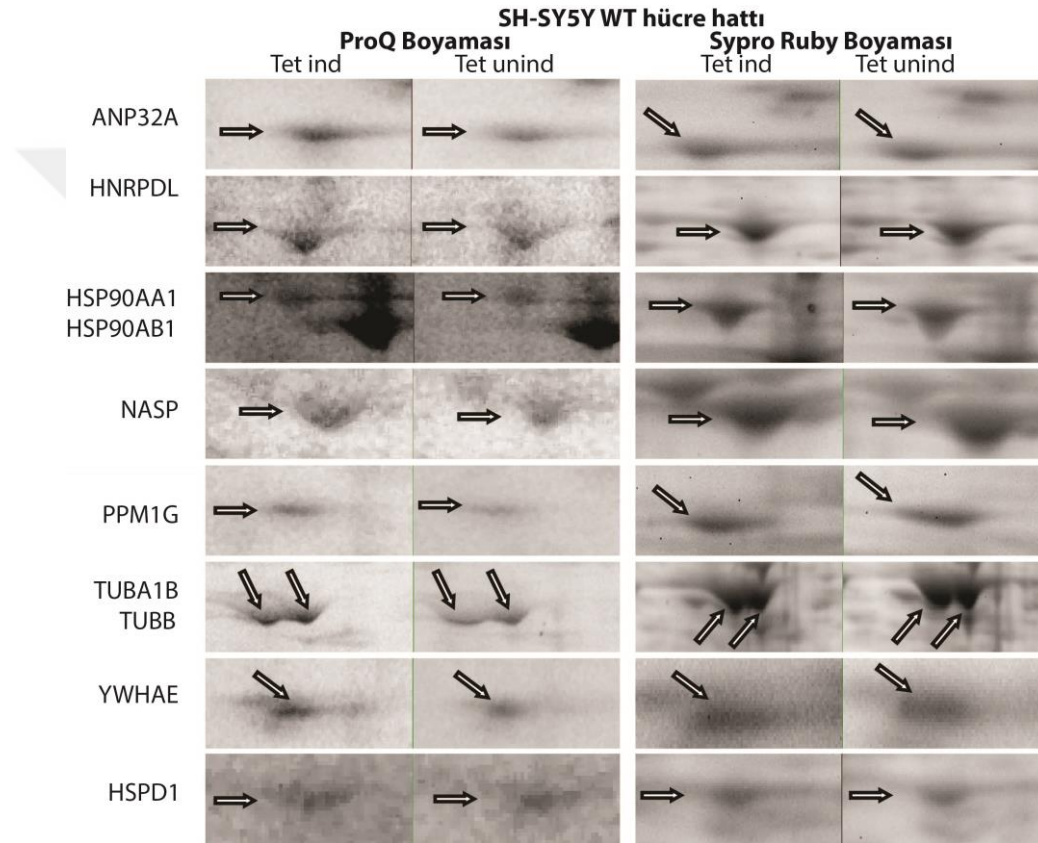 SH-SY5Y WT hücre hattı
ProQ Boyaması Sypro Ruby Boyaması
Tet ind Tet unind Tet ind Tet unind
ANP32A
HNRPDL
HSP90AA1
HSP90AB1
NASP
PPM1G
TUBA1B
TUBB
YWHAE
HSPD1